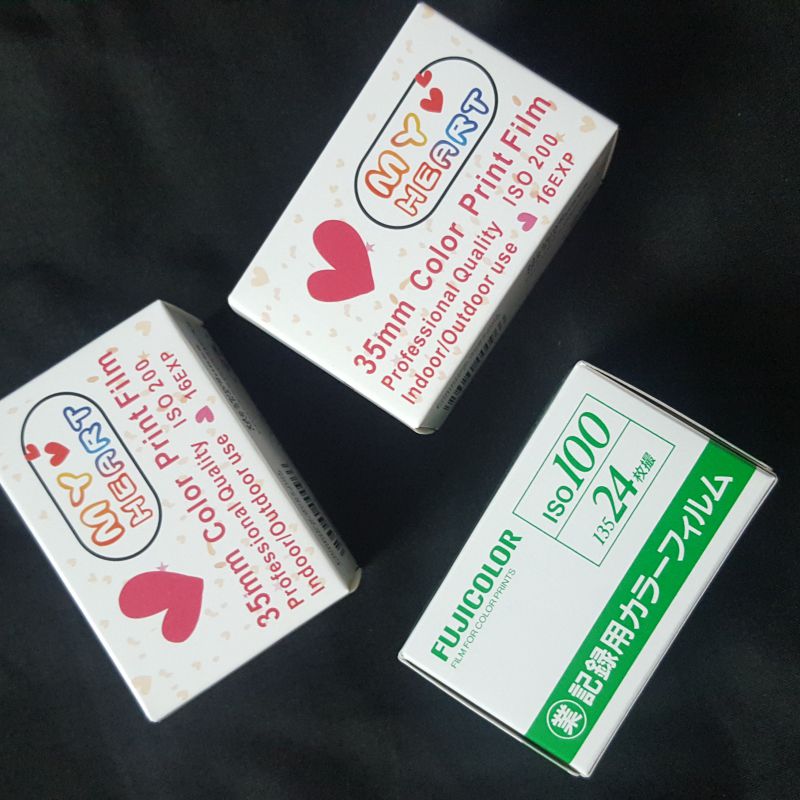 MY
HEART
35mm Color Print Film
Professional Quality ISO 200
Indoor/Outdoor use 16EXP
MY
HEART
35mm Color Print Film
Professional Quality ISO 200
Indoor/Outdoor use 16EXP
FUJICOLOR
FILM FOR COLOR PRINTS
ISO 100
135 24枚撮
業 記録用カラーフィルム